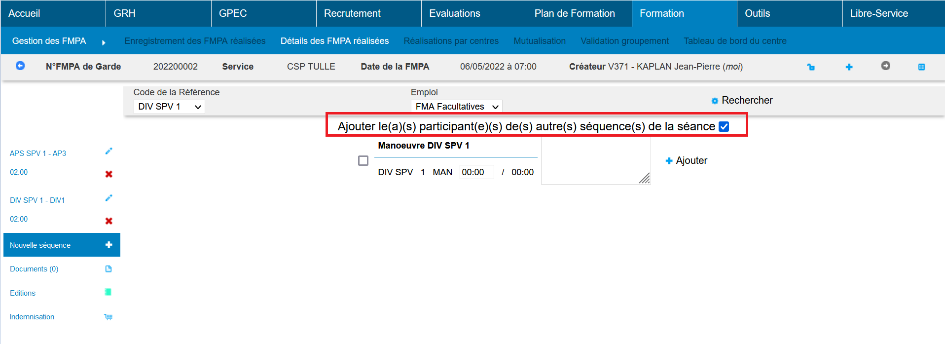 Accueil GRH GPEC Recrutement Evaluations Plan de Formation Formation Outils Libre-Service
Gestion des FMPA Enregistrement des FMPA réalisées Détails des FMPA réalisées Réalisations par centres Mutualisation Validation groupement Tableau de bord du centre
N°FMPA de Garde 202200002 Service CSP TULLE Date de la FMPA 06/05/2022 à 07:00 Créateur V371 - KAPLAN Jean-Pierre (moi)
Code de la Référence Emploi
DIV SPV 1 FMA Facultatives Rechercher
Ajouter le(a)(s) participant(e)(s) de(s) autre(s) séquence(s) de la séance
Manoeuvre DIV SPV 1
DIV SPV 1 MAN 00:00 / 00:00
Ajouter
APS SPV 1 - AP3
02.00
DIV SPV 1 - DIV1
02.00
Nouvelle séquence
Documents (0)
Editions
Indemnisation